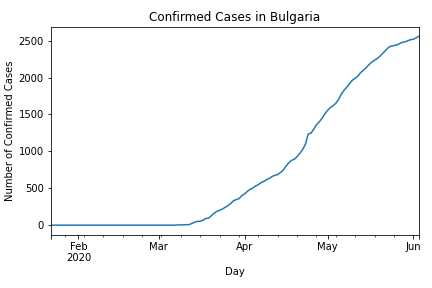 Confirmed Cases in Bulgaria
2500
2000
1500
1000
500
0
Number of Confirmed Cases
Feb Mar Apr May Jun
2020
Day